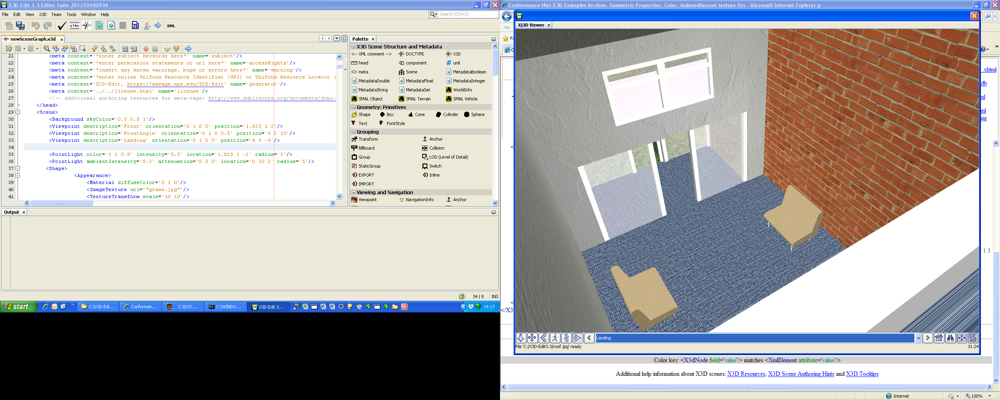 X3D-Edit 3.3 Editor Suite 201210100934
File Edit View X3D Team Tools Window Help
Search (Ctrl+I)
c14n
KML
newSceneGraph.x3d
21 <meta content='*enter subject keywords here*' name='subject'/>
22 <meta content='*enter permission statements or url here*' name='accessRights'/>
23 <meta content='*insert any known warnings, bugs or errors here*' name='warning'/>
24 <meta content='*enter online Uniform Resource Identifier (URI) or Uniform Resource Locator (
25 <meta content='X3D-Edit, https://savage.nps.edu/X3D-Edit' name='generator'/>
26 <meta content='../../license.html' name='license'/>
27 <!-- Additional authoring resources for meta-tags: http://www.dublincore.org/documents/dcmi-
28 </head>
29 <Scene>
30 <Background skyColor='0.5 0.5 1'/>
31 <Viewpoint description='Front' orientation='0 1 0 0' position='1.825 1 2'/>
32 <Viewpoint description='FrontAngle' orientation='0 1 0 0.5' position='6 2 10'/>
33 <Viewpoint description='Landing' orientation='0 1 0 0' position='4 6 -6'/>
34
35 <PointLight color='1 1 0.9' intensity='0.5' location='1.825 1 -2' radius='3'/>
36 <PointLight ambientIntensity='0.3' attenuation='0 0 0' location='0 10 2' radius='5'/>
37 <Shape>
38 <Appearance>
39 <Material diffuseColor='0 1 0'/>
40 <ImageTexture url='"grass.jpg"'/>
41 <TextureTransform scale='10 10'/>
Palette
X3D Scene Structure and Metadata
<!-- XML comment --> DOCTYPE X3D
head component unit
meta Scene MetadataBoolean
MetadataDouble MetadataFloat MetadataInteger
MetadataString MetadataSet WorldInfo
SMAL Object SMAL Terrain SMAL Vehicle
Geometry: Primitives
Shape Box Cone Cylinder Sphere
Text FontStyle
Grouping
Transform Anchor
Billboard Collision
Group LOD (Level of Detail)
StaticGroup Switch
EXPORT Inline
IMPORT
Viewing and Navigation
Viewpoint NavigationInfo Anchor
Output
34 | 8 INS
start C:\X3D-Edi... Conforman... C:\DOC... C:\WINDO... X3D-Edit 3... 14:17
Conformance Nist X3D Examples Archive, Geometric Properties, Color, indexedfaceset texture firs - Microsoft Internet Explorer p
File
Xj3D Viewer
.xhtml
db
ml
ml
ng
1 3
<
<
</X3
Landing
File 'C:/X3D-Edit3.3/roof.jpg' ready
31.24
Color key: <X3dNode field='value'/> matches <XmlElement attribute='value'/>
Additional help information about X3D scenes: X3D Resources, X3D Scene Authoring Hints and X3D Tooltips
Internet 100%